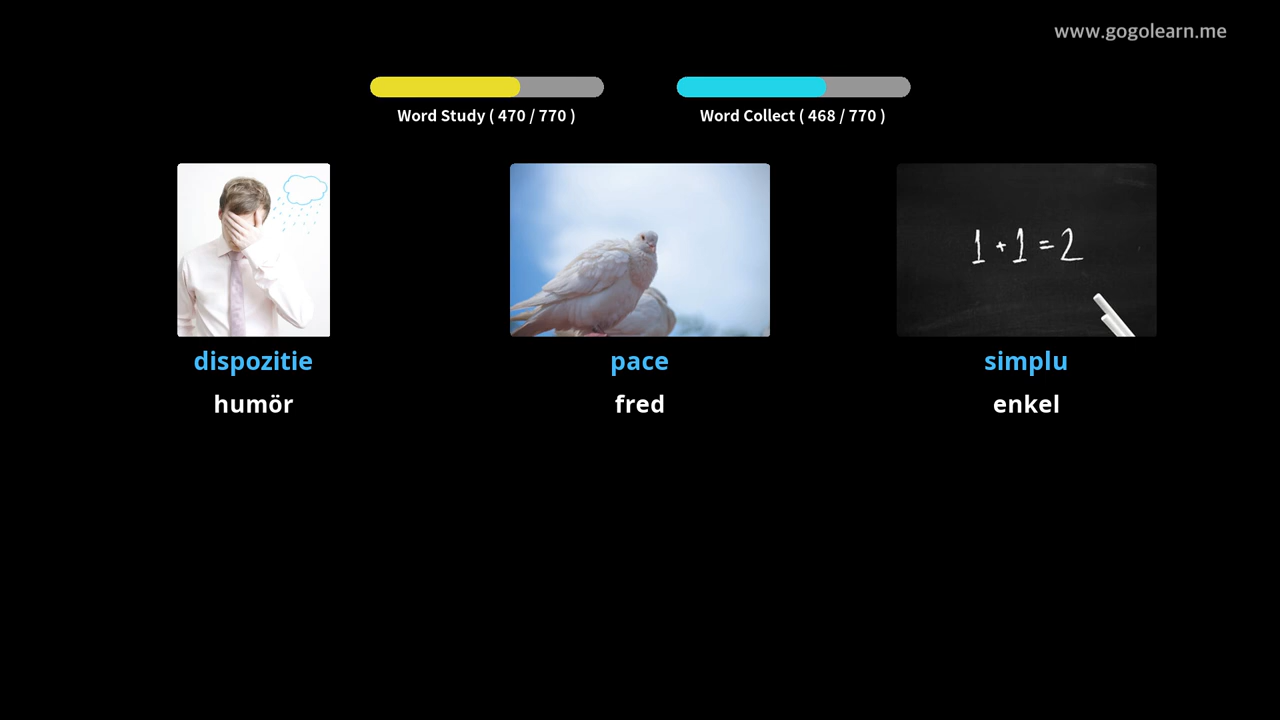 www.gogolearn.me
Word Study ( 470 / 770 )
Word Collect ( 468 / 770 )
1 + 1 = 2
dispozitie
pace
simplu
humör
fred
enkel